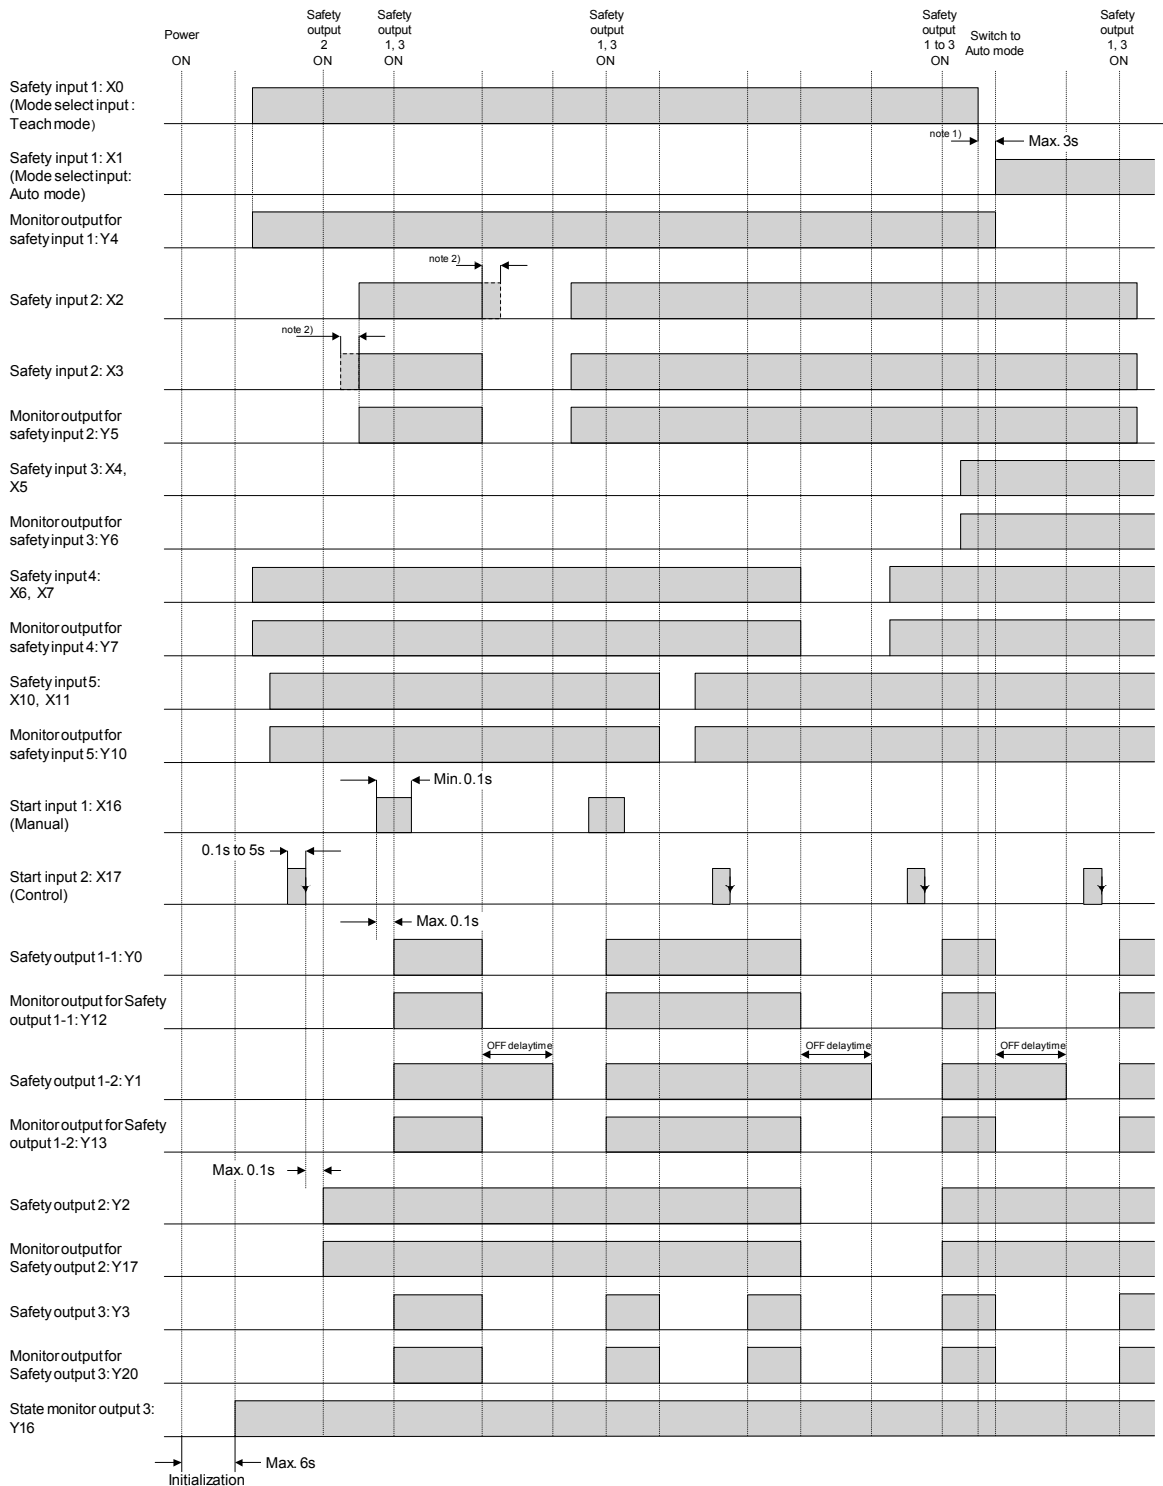 Power
ON
Safety
output
2
ON
Safety
output
1, 3
ON
Safety
output
1, 3
ON
Safety
output
1 to 3
ON
Switch to
Auto mode
Safety
output
1, 3
ON
Safety input 1: X0
(Mode select input :
Teach mode)
note 1)
Max. 3s
Safety input 1: X1
(Mode select input:
Auto mode)
Monitor output for
safety input 1: Y4
note 2)
Safety input 2: X2
note 2)
Safety input 2: X3
Monitor output for
safety input 2: Y5
Safety input 3: X4,
X5
Monitor output for
safety input 3: Y6
Safety input 4:
X6, X7
Monitor output for
safety input 4: Y7
Safety input 5:
X10, X11
Monitor output for
safety input 5: Y10
Min. 0.1s
Start input 1: X16
(Manual)
0.1s to 5s
Start input 2: X17
(Control)
Max. 0.1s
Safety output 1-1: Y0
Monitor output for Safety
output 1-1: Y12
OFF delay time
OFF delay time
OFF delay time
Safety output 1-2: Y1
Monitor output for Safety
output 1-2: Y13
Max. 0.1s
Safety output 2: Y2
Monitor output for
Safety output 2: Y17
Safety output 3: Y3
Monitor output for
Safety output 3: Y20
State monitor output 3:
Y16
Max. 6s
Initialization